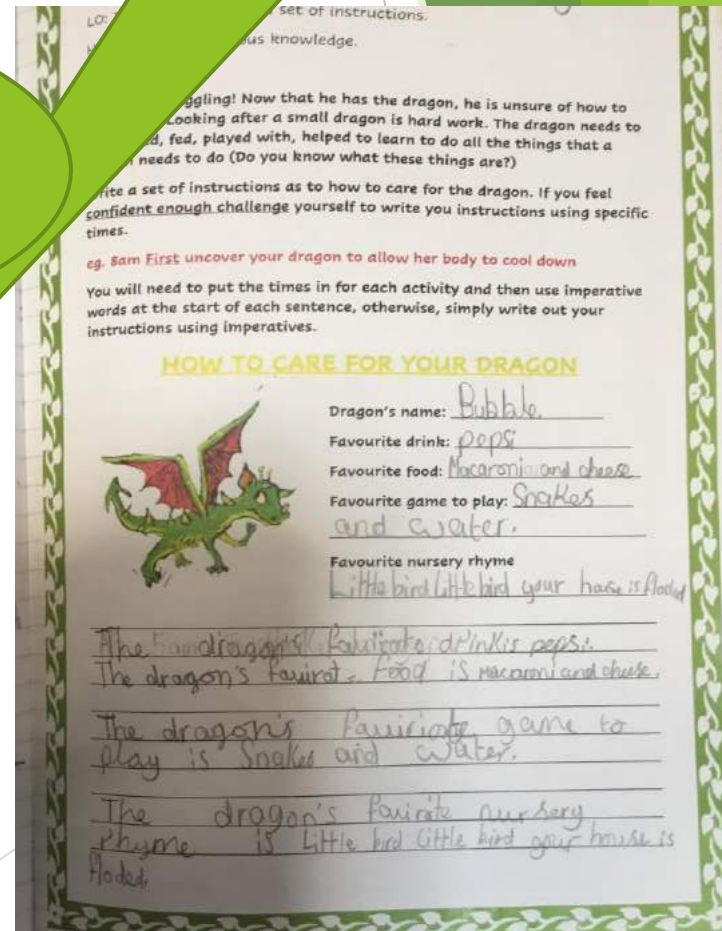 LO: set of instructions.
us knowledge.
ggling! Now that he has the dragon, he is unsure of how to
Looking after a small dragon is hard work. The dragon needs to
d, fed, played with, helped to learn to do all the things that a
needs to do (Do you know what these things are?)
rite a set of instructions as to how to care for the dragon. If you feel
confident enough challenge yourself to write you instructions using specific
times.
eg. 8am First uncover your dragon to allow her body to cool down
You will need to put the times in for each activity and then use imperative
words at the start of each sentence, otherwise, simply write out your
instructions using imperatives.
HOW TO CARE FOR YOUR DRAGON
Dragon's name: Bubble.
Favourite drink: pepsi
Favourite food: Macaroni and cheese
Favourite game to play: Snakes
and water.
Favourite nursery rhyme
Little bird little bird your house is floded
The dragon's favirate drink is pepsi.
The dragon's favirat food is macaroni and cheese.
The dragon's faviriate game to
play is Snakes and water.
The dragon's favirate nursery
rhyme is Little bird little bird your house is
floded.